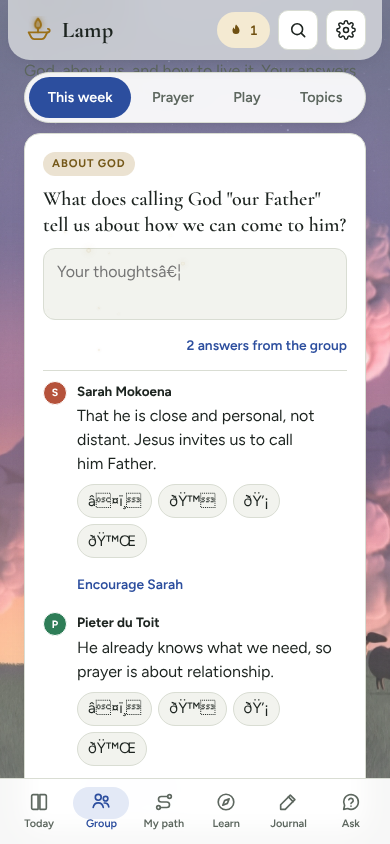 Lamp
1
God, about us, and how to live it. Your answers
This week
Prayer
Play
Topics
ABOUT GOD
What does calling God "our Father"
tell us about how we can come to him?
Your thoughtsâ€¦
2 answers from the group
S
Sarah Mokoena
That he is close and personal, not
distant. Jesus invites us to call
him Father.
ðŸ’¡
ðŸ™Œ
Encourage Sarah
P
Pieter du Toit
He already knows what we need, so
prayer is about relationship.
ðŸ’¡
ðŸ™Œ
Today
Group
My path
Learn
Journal
Ask